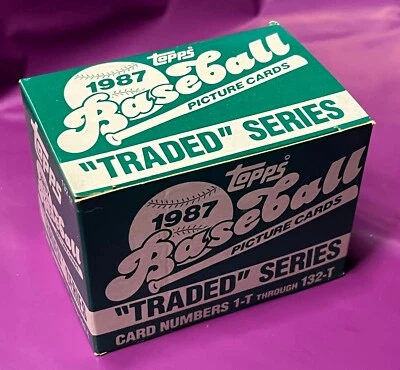 Topps®
1987
Baseball
PICTURE CARDS
"TRADED" SERIES
Topps®
1987
Baseball
PICTURE CARDS
"TRADED" SERIES
CARD NUMBERS 1-T THROUGH 132-T